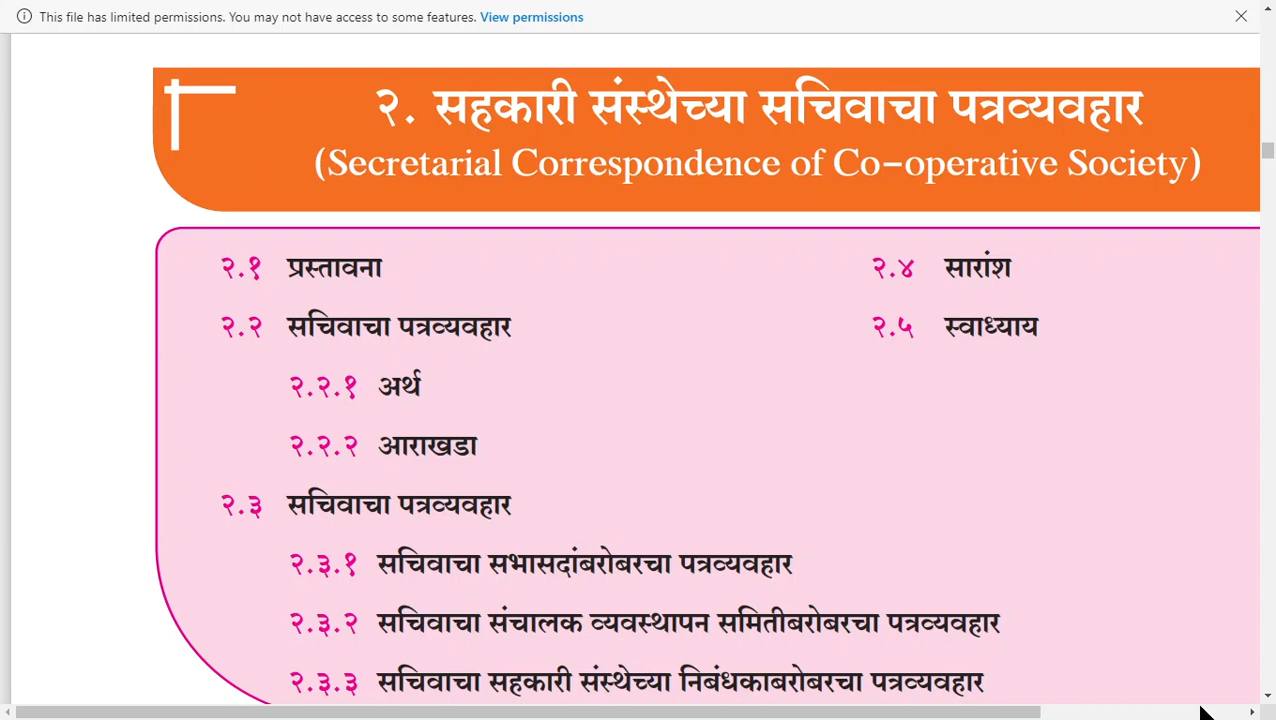 This file has limited permissions. You may not have access to some features. View permissions
२. सहकारी संस्थेच्या सचिवाचा पत्रव्यवहार
(Secretarial Correspondence of Co-operative Society)
२.१ प्रस्तावना
२.२ सचिवाचा पत्रव्यवहार
२.२.१ अर्थ
२.२.२ आराखडा
२.३ सचिवाचा पत्रव्यवहार
२.३.१ सचिवाचा सभासदांबरोबरचा पत्रव्यवहार
२.३.२ सचिवाचा संचालक व्यवस्थापन समितीबरोबरचा पत्रव्यवहार
२.३.३ सचिवाचा सहकारी संस्थेच्या निबंधकाबरोबरचा पत्रव्यवहार
२.४ सारांश
२.५ स्वाध्याय